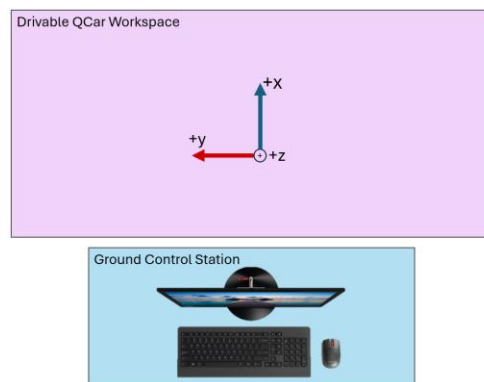 Drivable QCar Workspace
+x
+y
+z
Ground Control Station